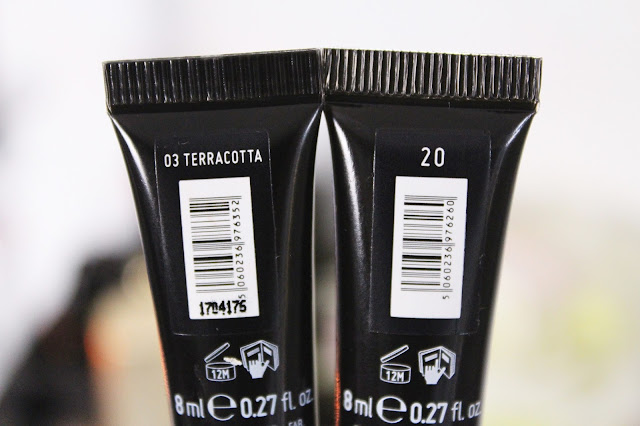 03 TERRACOTTA
5 060236 976352
1704176
12M
8 ml e 0.27 fl. oz.
20
5 060236 976260
12M
8 ml e 0.27 fl. oz.